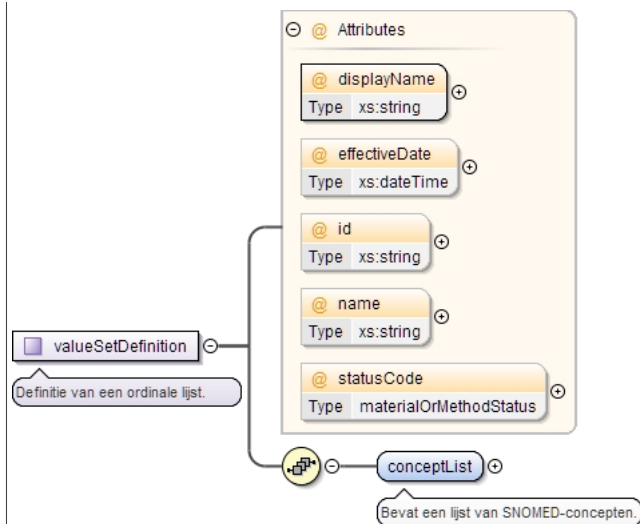 @ Attributes
@ displayName
Type xs:string
@ effectiveDate
Type xs:dateTime
@ id
Type xs:string
@ name
Type xs:string
valueSetDefinition
Definitie van een ordinale lijst.
@ statusCode
Type materialOrMethodStatus
conceptList
Bevat een lijst van SNOMED-concepten.